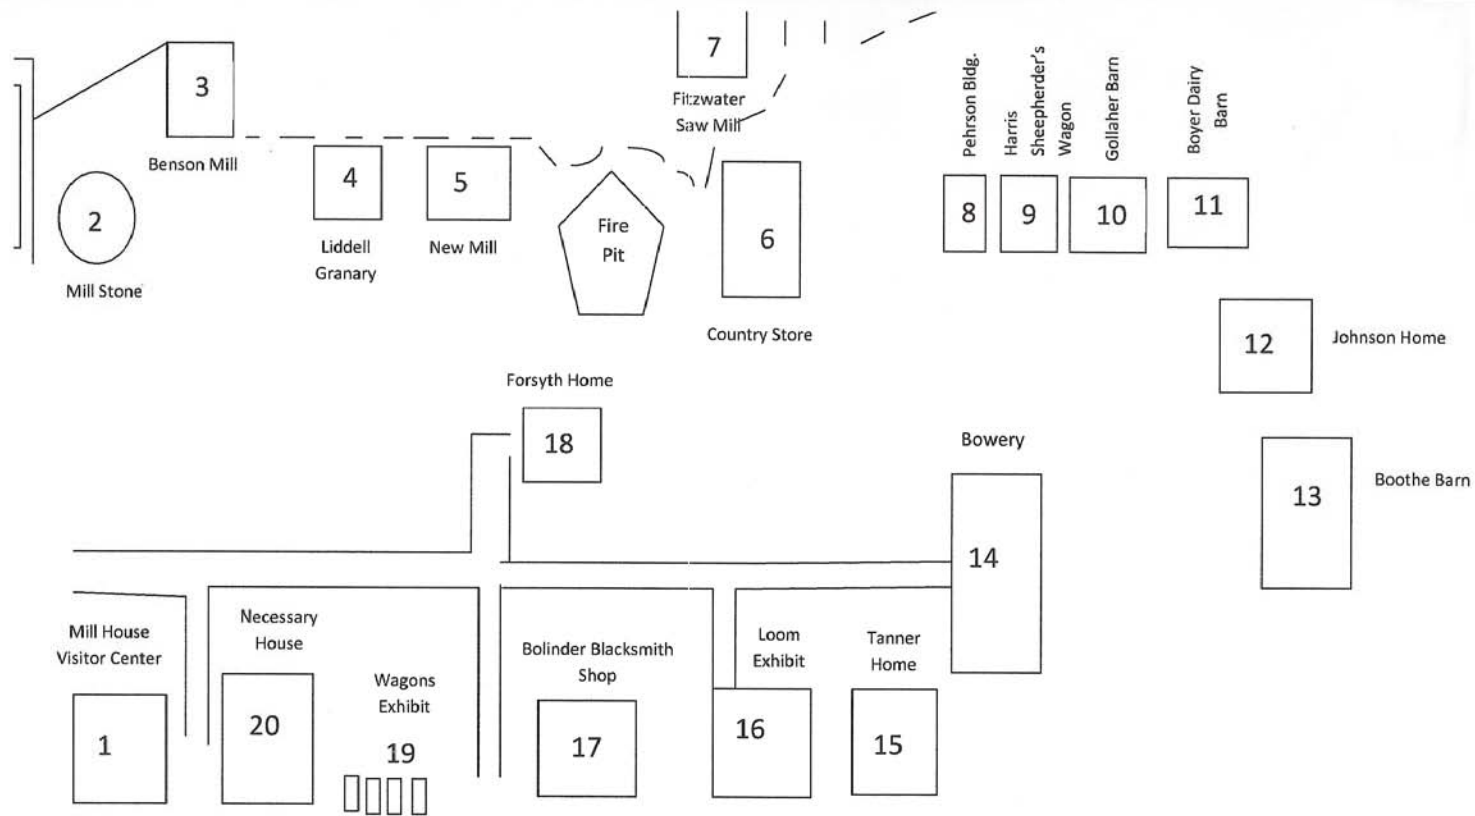 3
Benson Mill
2
Mill Stone
4
Liddell
Granary
5
New Mill
Fire
Pit
7
Fitzwater
Saw Mill
6
Country Store
Pehrson Bldg.
8
Harris
Sheepherder's
Wagon
9
Gollaher Barn
10
Boyer Dairy
Barn
11
12
Johnson Home
13
Boothe Barn
Forsyth Home
18
Bowery
14
Mill House
Visitor Center
1
Necessary
House
20
Wagons
Exhibit
19
Bolinder Blacksmith
Shop
17
Loom
Exhibit
16
Tanner
Home
15